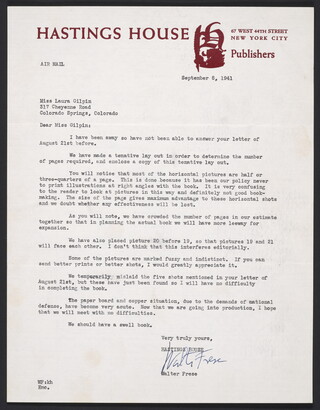 HASTINGS HOUSE
67 WEST 44TH STREET
NEW YORK CITY
Publishers
AIR MAIL
September 8, 1941
Miss Laura Gilpin
317 Cheyenne Road
Colorado Springs, Colorado
Dear Miss Gilpin:
I have been away so have not been able to answer your letter of
August 21st before.
We have made a tenative lay out in order to determine the number
of pages required, and enclose a copy of this tenative lay out.
You will notice that most of the horizontal pictures are half or
three-quarters of a page. This is done because it has been our policy never
to print illustrations at right angles with the book. It is very confusing
to the reader to look at pictures in this way and definitely not good book-
making. The size of the page gives maximum advantage to these horizontal shots
and we doubt whether any effectiveness will be lost.
As you will note, we have crowded the number of pages in our estimate
together so that in planning the actual book we will have more leeway for
expansion.
We have also placed picture 20 before 19, so that pictures 19 and 21
will face each other. I don't think that this interferes editorially.
Some of the pictures are marked fuzzy and indistinct. If you can
send better prints or better shots, I would greatly appreciate it.
We temporarily mislaid the five shots mentioned in your letter of
August 21st, but these have just been found so I will have no difficulty
in completing the book.
The paper board and copper situation, due to the demands of national
defense, have become very acute. Now that we are going into production, I hope
that we will meet with no difficulties.
We should have a swell book.
Very truly yours,
HASTINGS HOUSE
Walter Frese
Walter Frese
WF:kh
Enc.